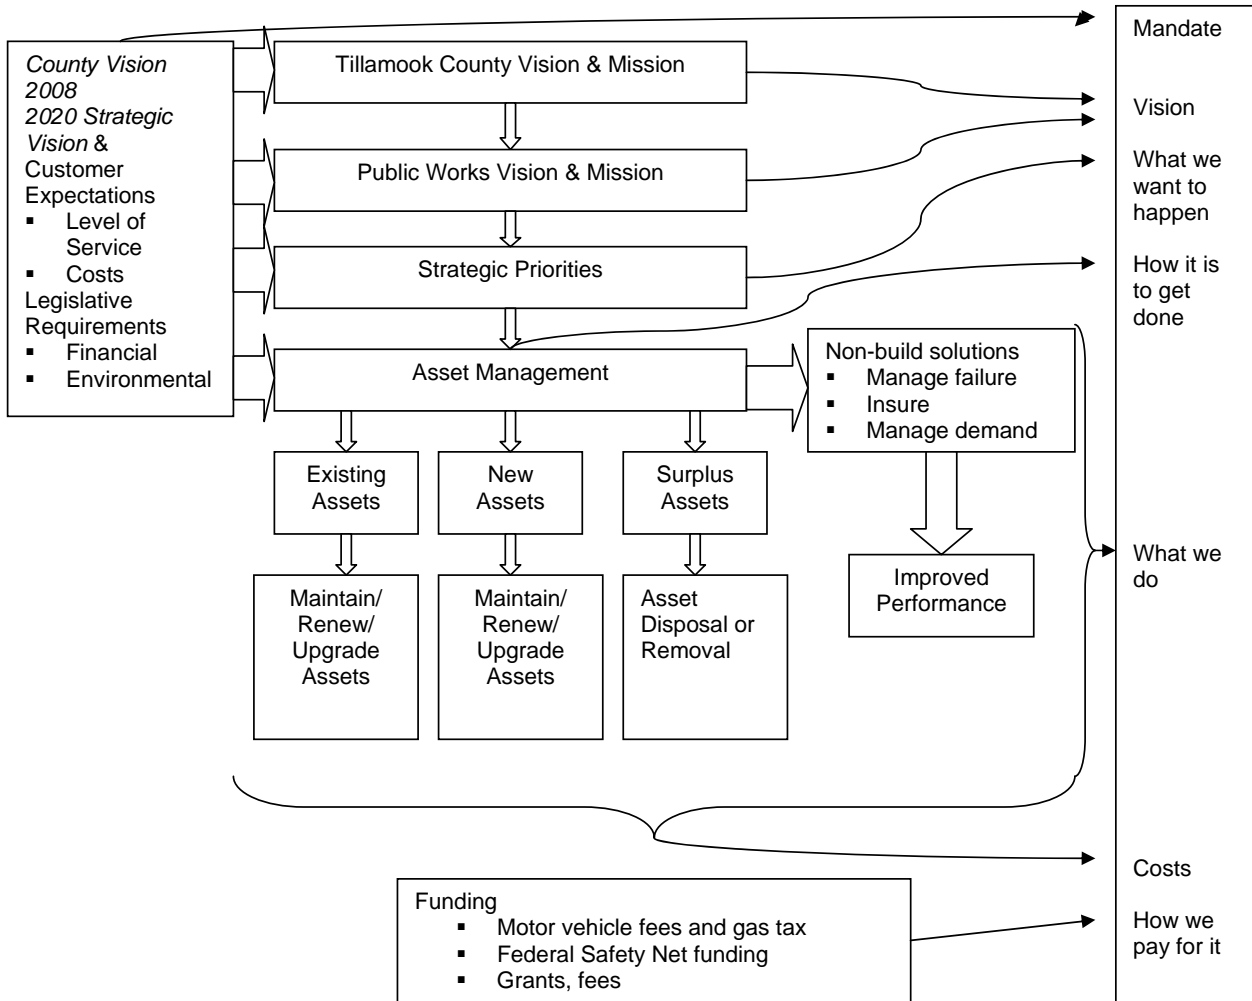 County Vision
2008
2020 Strategic
Vision &
Customer
Expectations
▪ Level of
Service
▪ Costs
Legislative
Requirements
▪ Financial
▪ Environmental
Tillamook County Vision & Mission
Public Works Vision & Mission
Strategic Priorities
Asset Management
Non-build solutions
▪ Manage failure
▪ Insure
▪ Manage demand
Existing
Assets
New
Assets
Surplus
Assets
Improved
Performance
Maintain/
Renew/
Upgrade
Assets
Maintain/
Renew/
Upgrade
Assets
Asset
Disposal or
Removal
Funding
▪ Motor vehicle fees and gas tax
▪ Federal Safety Net funding
▪ Grants, fees
Mandate
Vision
What we
want to
happen
How it is
to get
done
What we
do
Costs
How we
pay for it